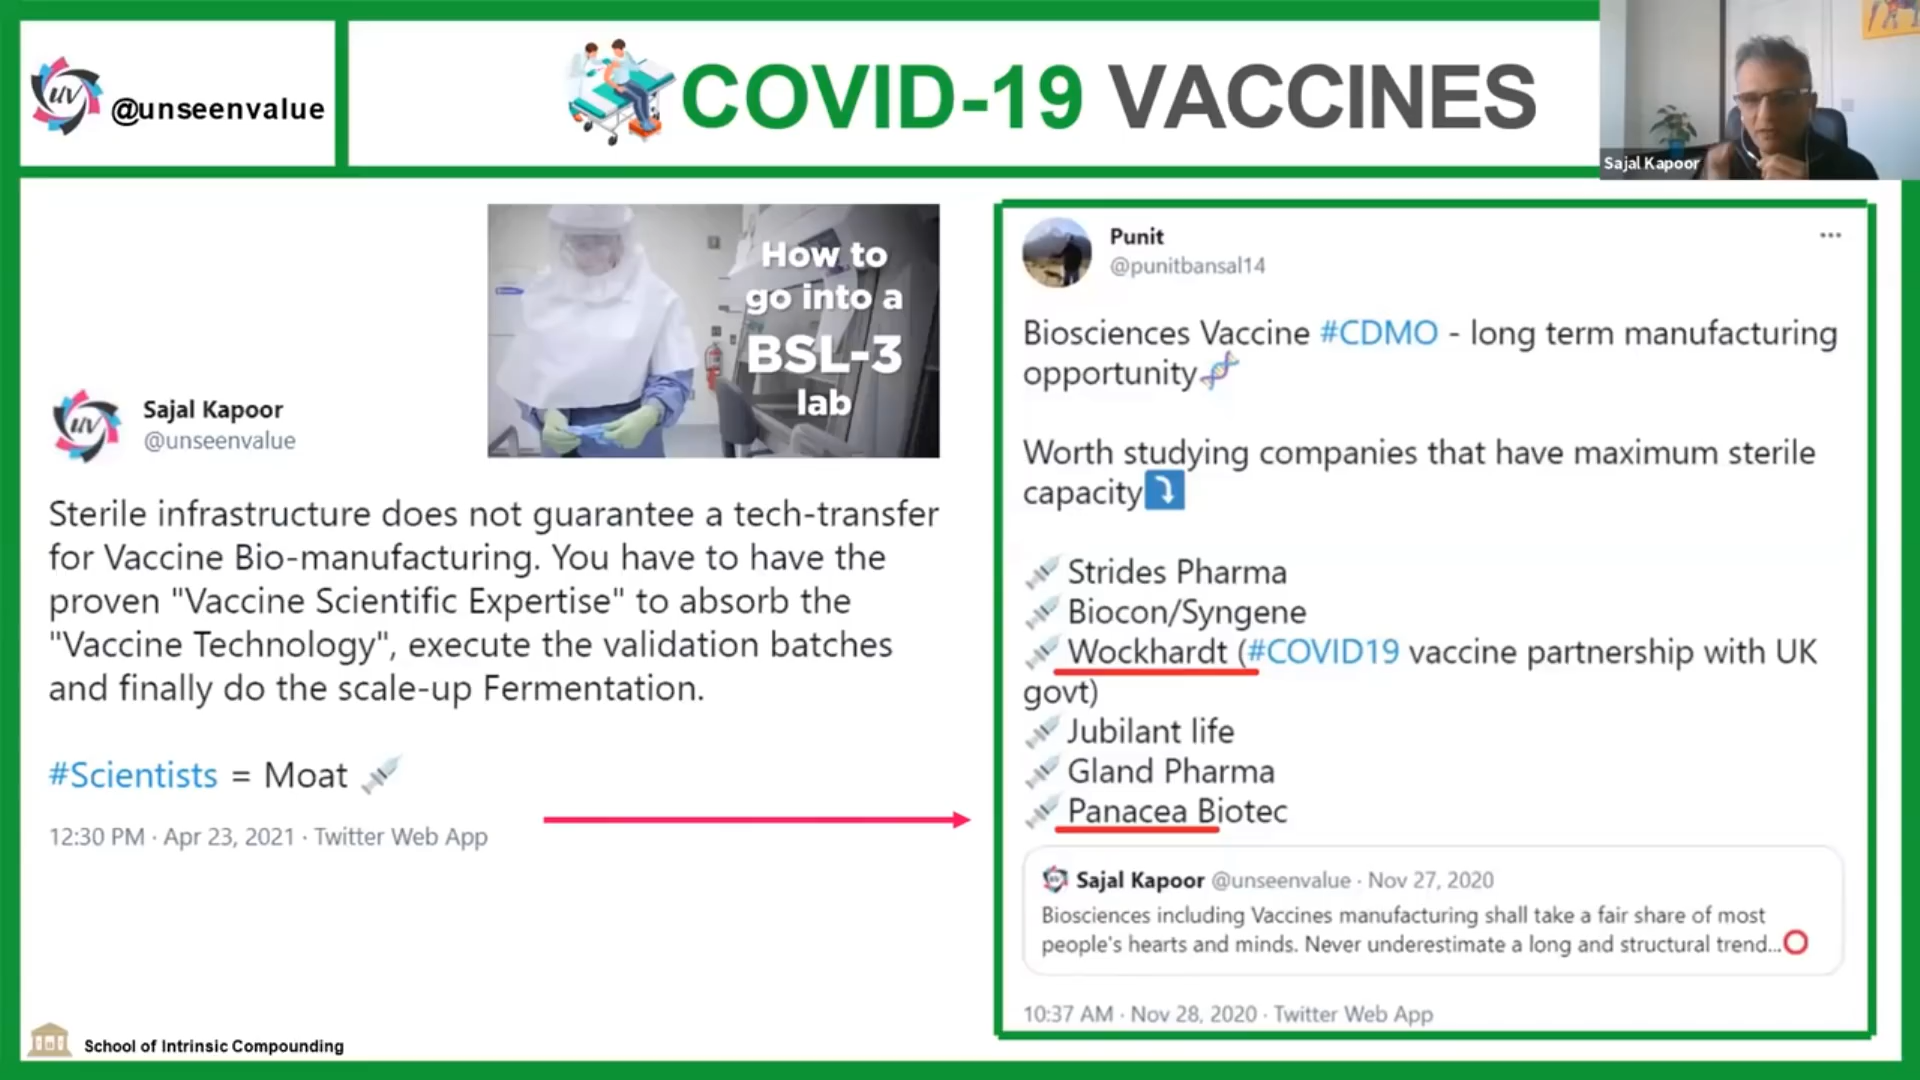 @unseenvalue
COVID-19 VACCINES
Sajal Kapoor
How to
go into a
BSL-3
lab
Sajal Kapoor
@unseenvalue
Sterile infrastructure does not guarantee a tech-transfer
for Vaccine Bio-manufacturing. You have to have the
proven "Vaccine Scientific Expertise" to absorb the
"Vaccine Technology", execute the validation batches
and finally do the scale-up Fermentation.
#Scientists = Moat
12:30 PM · Apr 23, 2021 · Twitter Web App
Punit
@punitbansal14
Biosciences Vaccine #CDMO - long term manufacturing
opportunity
Worth studying companies that have maximum sterile
capacity
Strides Pharma
Biocon/Syngene
Wockhardt (#COVID19 vaccine partnership with UK
govt)
Jubilant life
Gland Pharma
Panacea Biotec
Sajal Kapoor @unseenvalue · Nov 27, 2020
Biosciences including Vaccines manufacturing shall take a fair share of most
people's hearts and minds. Never underestimate a long and structural trend...
10:37 AM · Nov 28, 2020 · Twitter Web App
School of Intrinsic Compounding